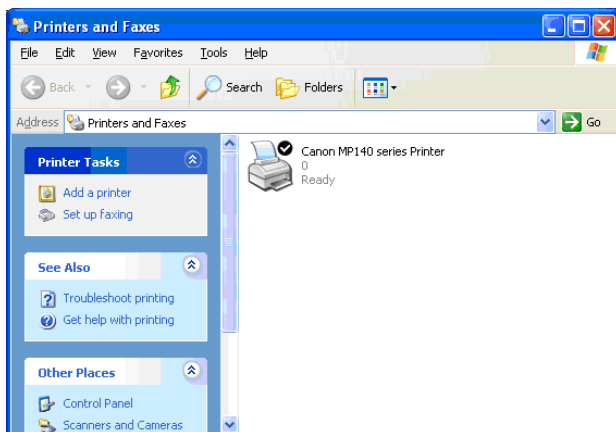 Printers and Faxes
File Edit View Favorites Tools Help
Back Search Folders
Address Printers and Faxes Go
Printer Tasks
Add a printer
Set up faxing
See Also
Troubleshoot printing
Get help with printing
Other Places
Control Panel
Scanners and Cameras
Canon MP140 series Printer
0
Ready